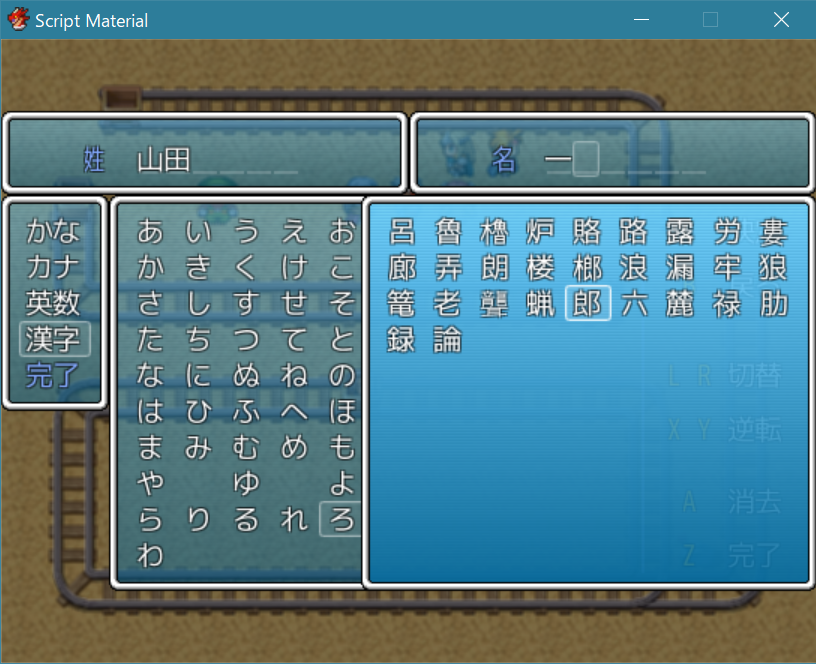 Script Material
姓 山田
名 一
かな
カナ
英数
漢字
完了
あ い う え お
か き く け こ
さ し す せ そ
た ち つ て と
な に ぬ ね の
は ひ ふ へ ほ
ま み む め も
や ゆ よ
ら り る れ ろ
わ
呂 魯 櫓 炉 賂 路 露 労 婁
廊 弄 朗 楼 榔 浪 漏 牢 狼
篭 老 聾 蝋 郎 六 麓 禄 肋
録 論
L R 切替
X Y 逆転
A 消去
Z 完了